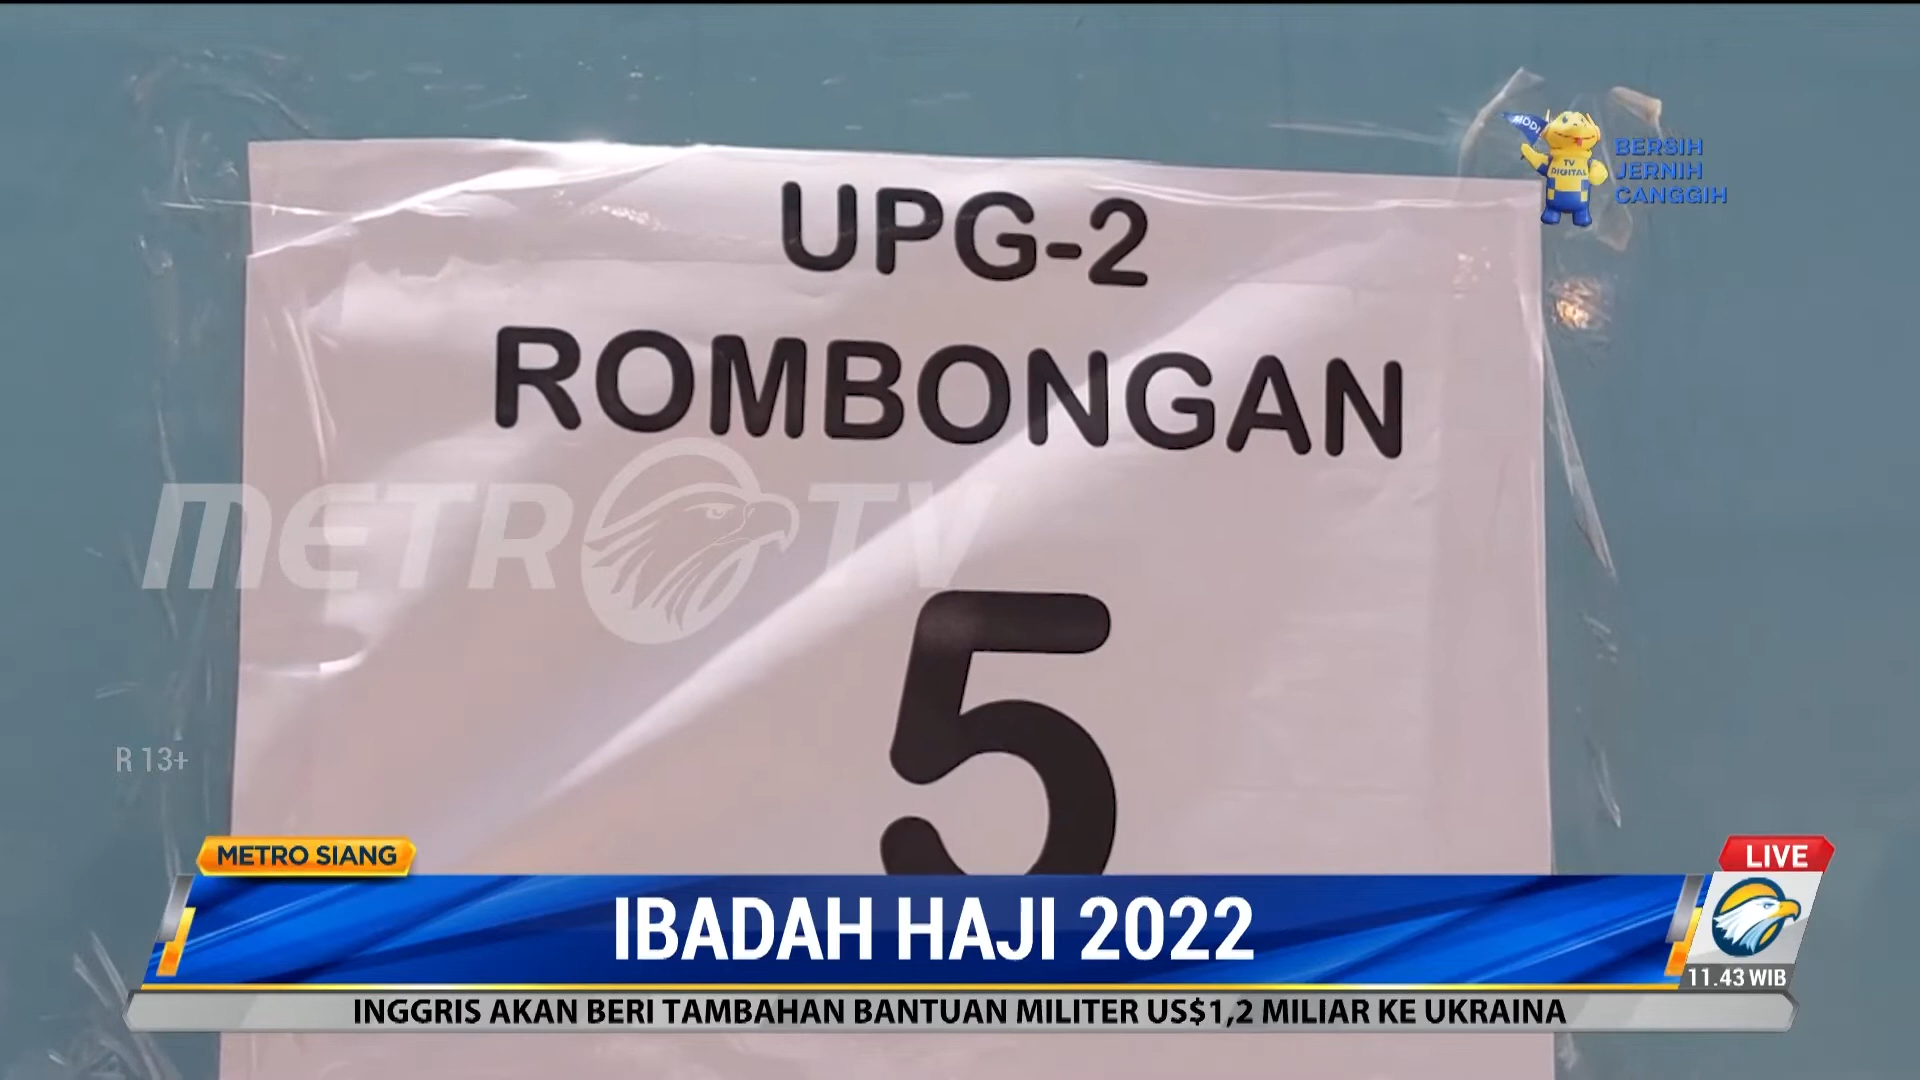 MODI
TV
DIGITAL
BERSIH
JERNIH
CANGGIH
UPG-2
ROMBONGAN
METRO TV
5
R 13+
METRO SIANG
LIVE
IBADAH HAJI 2022
11.43 WIB
INGGRIS AKAN BERI TAMBAHAN BANTUAN MILITER US$1,2 MILIAR KE UKRAINA